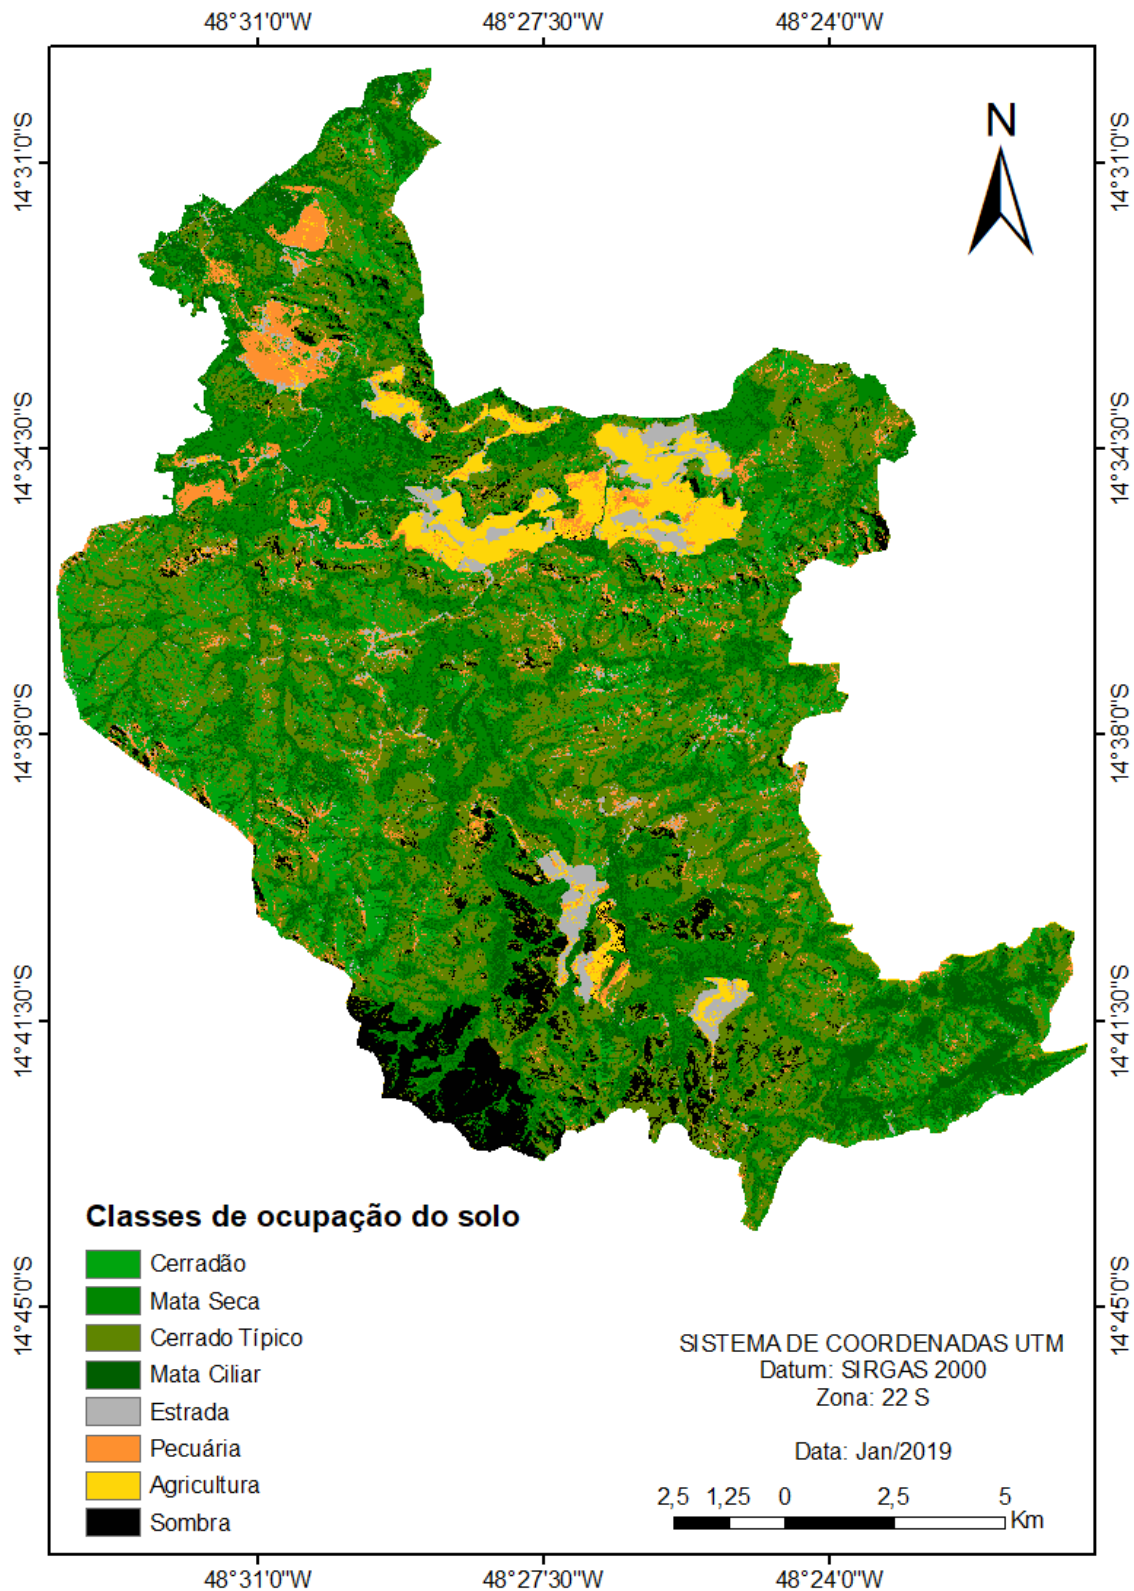 48°31'0"W 48°27'30"W 48°24'0"W
N
14°31'0"S 14°31'0"S
14°34'30"S 14°34'30"S
14°38'0"S 14°38'0"S
14°41'30"S 14°41'30"S
14°45'0"S 14°45'0"S
Classes de ocupação do solo
Cerradão
Mata Seca
Cerrado Típico
Mata Ciliar
Estrada
Pecuária
Agricultura
Sombra
SISTEMA DE COORDENADAS UTM
Datum: SIRGAS 2000
Zona: 22 S
Data: Jan/2019
2,5 1,25 0 2,5 5
Km
48°31'0"W 48°27'30"W 48°24'0"W